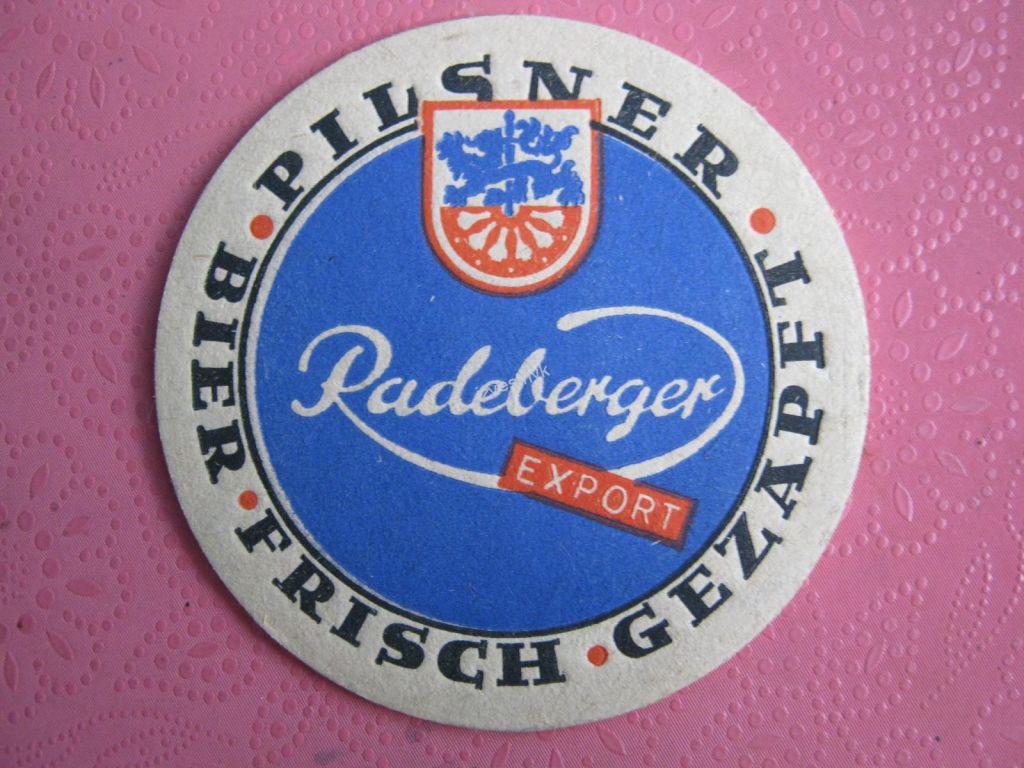 PILSNER • BIER • FRISCH • GEZAPFT •
Radeberger
EXPORT